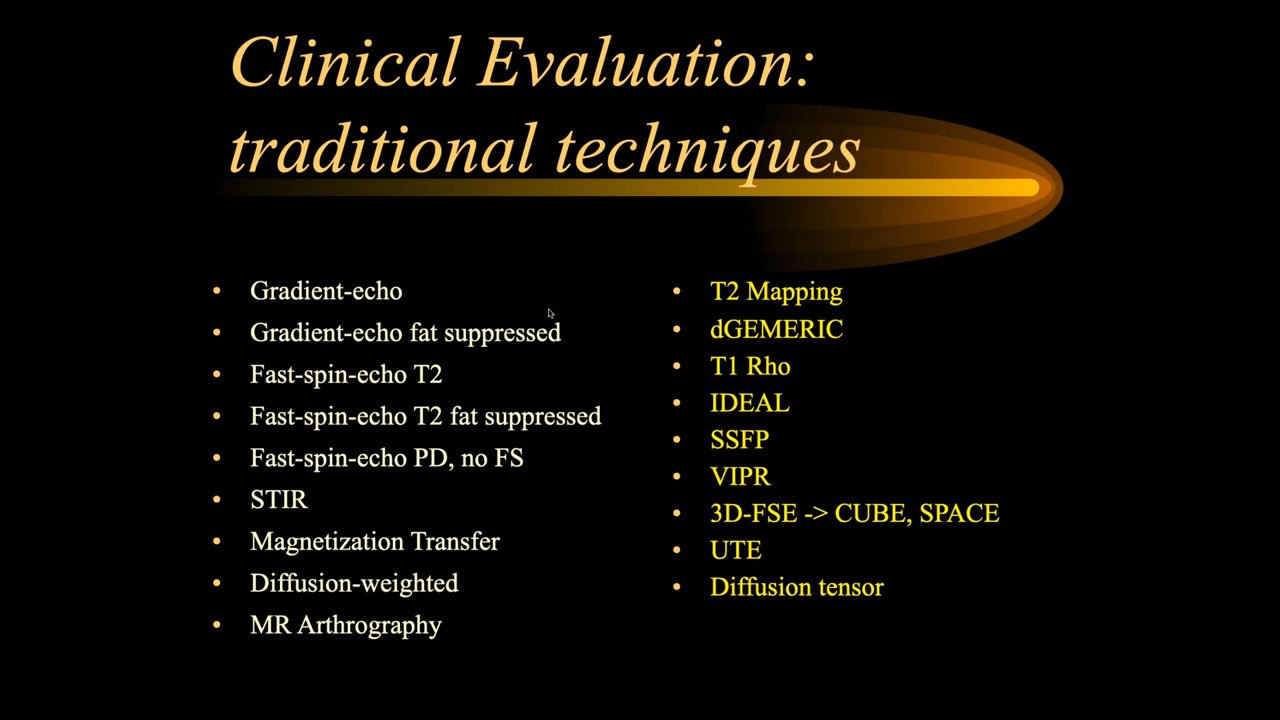 Clinical Evaluation:
traditional techniques
• Gradient-echo
• Gradient-echo fat suppressed
• Fast-spin-echo T2
• Fast-spin-echo T2 fat suppressed
• Fast-spin-echo PD, no FS
• STIR
• Magnetization Transfer
• Diffusion-weighted
• MR Arthrography
• T2 Mapping
• dGEMERIC
• T1 Rho
• IDEAL
• SSFP
• VIPR
• 3D-FSE -> CUBE, SPACE
• UTE
• Diffusion tensor